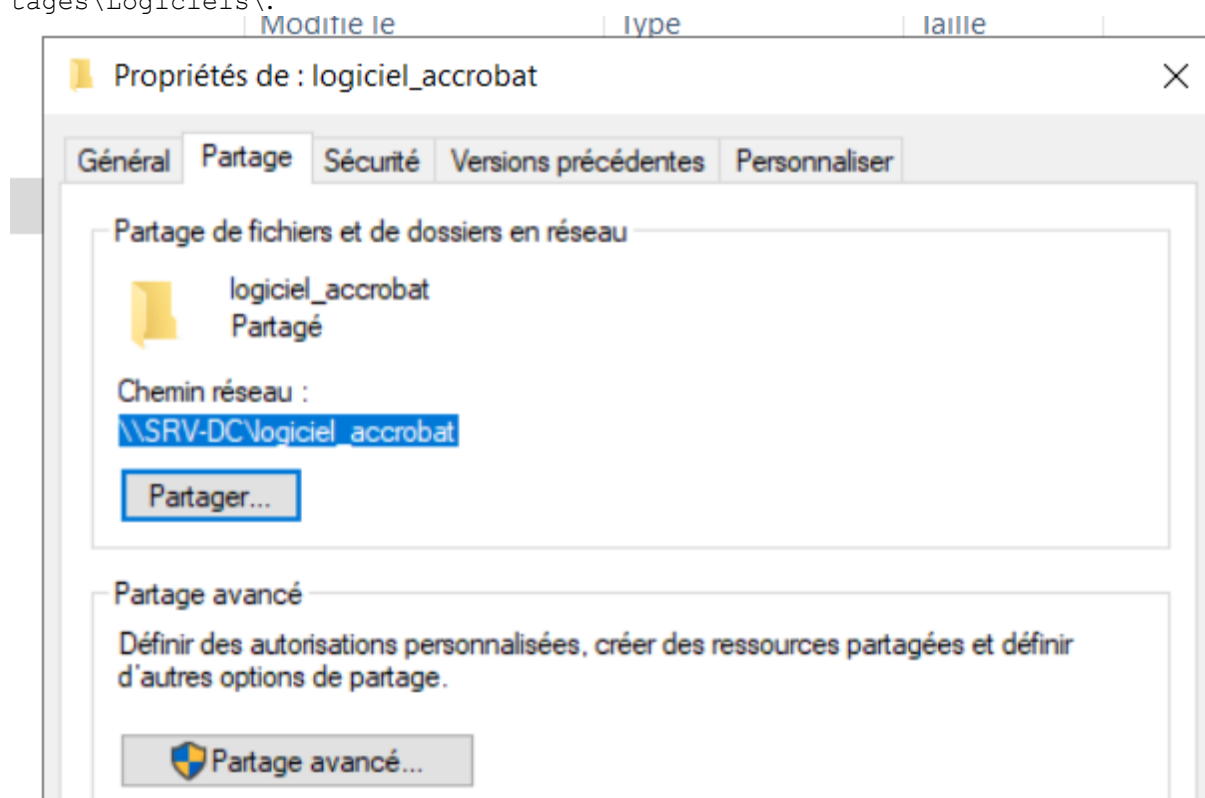 tages\Logiciels\.
Modifié le Type Taille
Propriétés de : logiciel_accrobat
Général Partage Sécurité Versions précédentes Personnaliser
Partage de fichiers et de dossiers en réseau
logiciel_accrobat
Partagé
Chemin réseau :
\\SRV-DC\logiciel_accrobat
Partager...
Partage avancé
Définir des autorisations personnalisées, créer des ressources partagées et définir
d'autres options de partage.
Partage avancé...